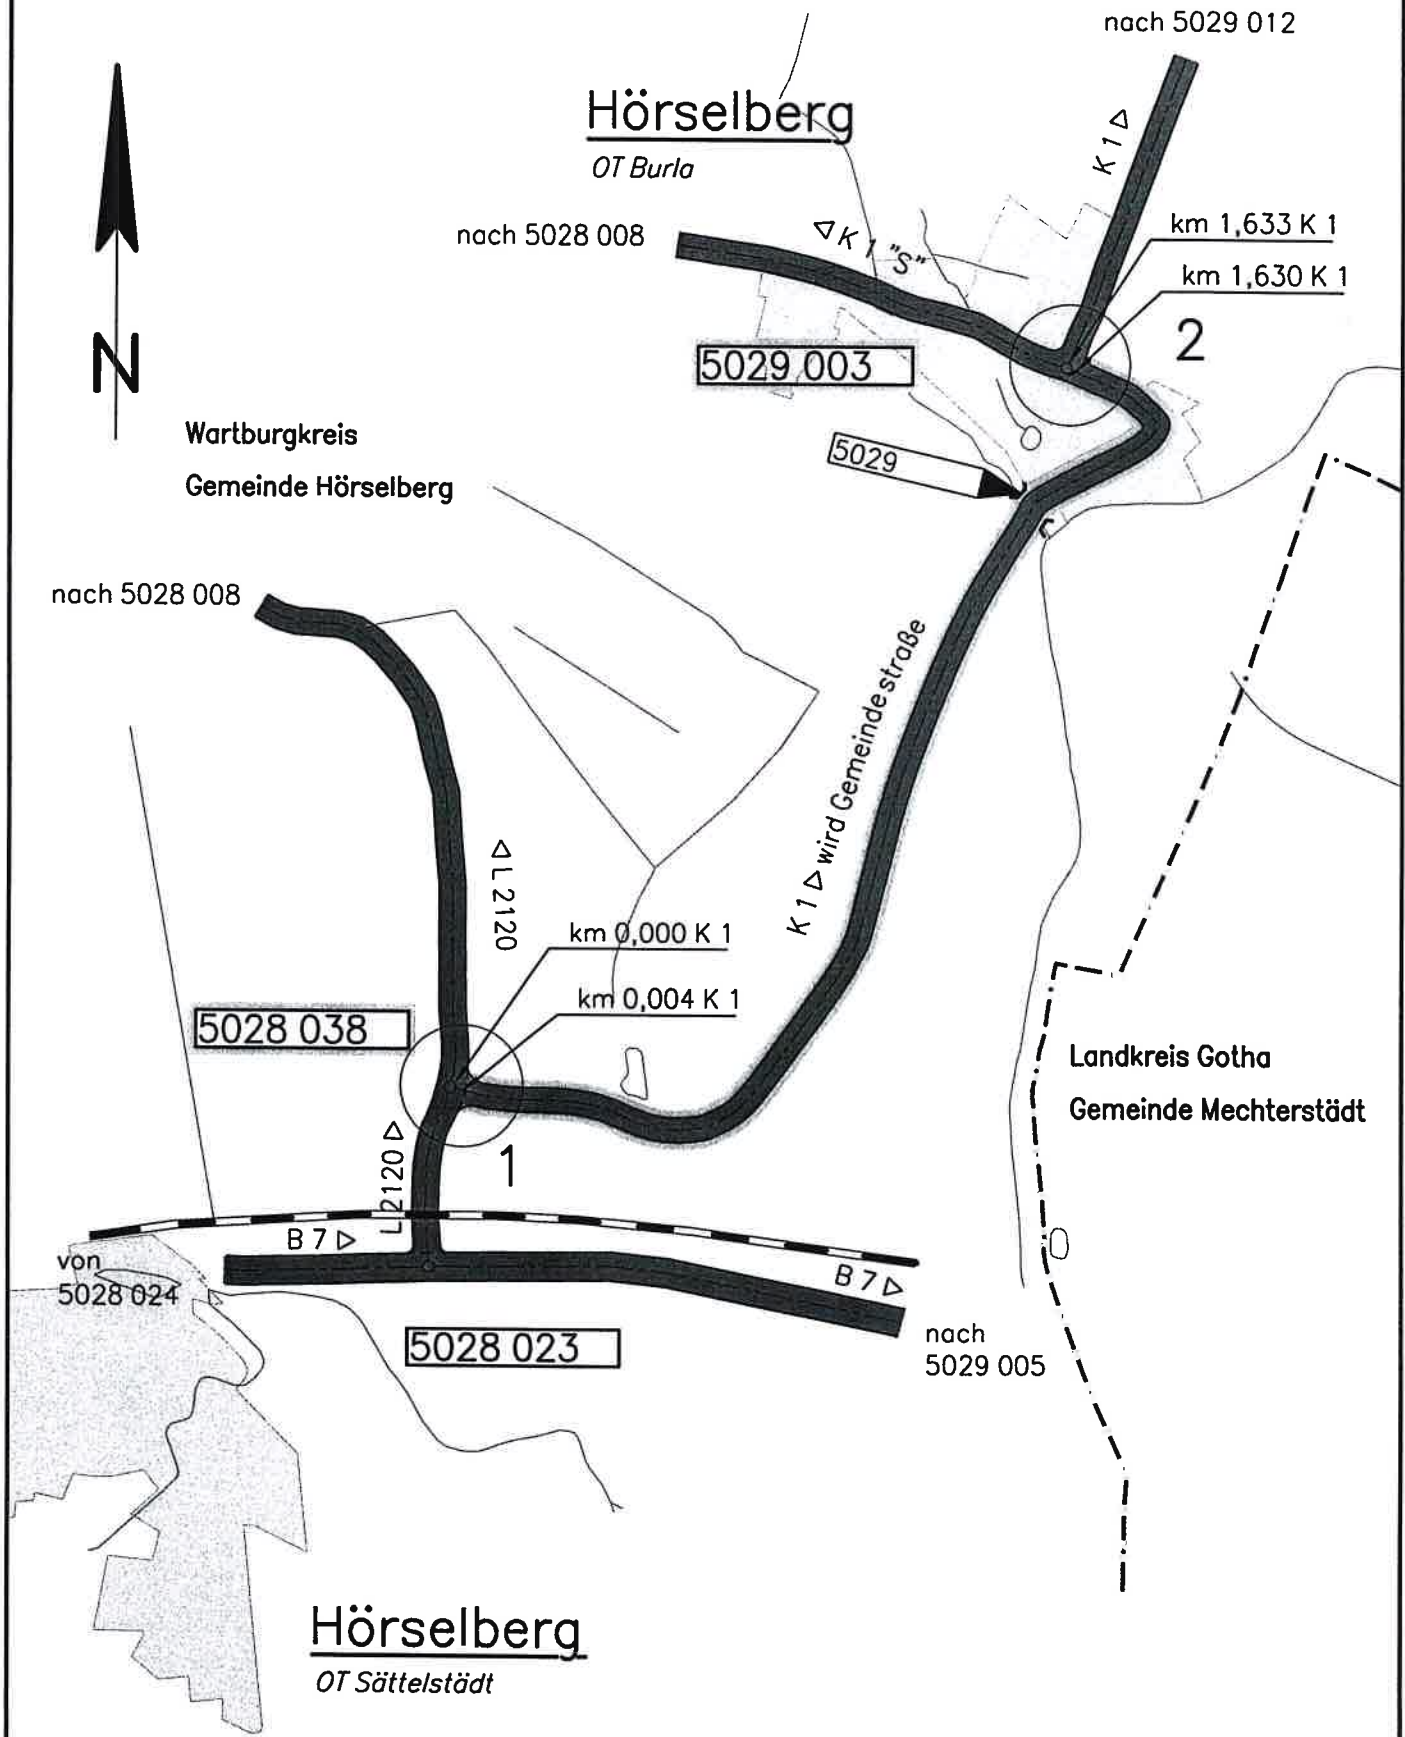 nach 5029 012
Hörselberg
OT Burla
K 1 ▷
nach 5028 008
◁ K 1 "S"
km 1,633 K 1
km 1,630 K 1
2
5029 003
N
Wartburgkreis
Gemeinde Hörselberg
5029
nach 5028 008
K 1 ▷ wird Gemeindestraße
◁ L 2120
km 0,000 K 1
km 0,004 K 1
5028 038
Landkreis Gotha
Gemeinde Mechterstädt
L 2120 ▷
1
B 7 ▷
von
5028 024
B 7 ▷
5028 023
nach
5029 005
Hörselberg
OT Sättelstädt